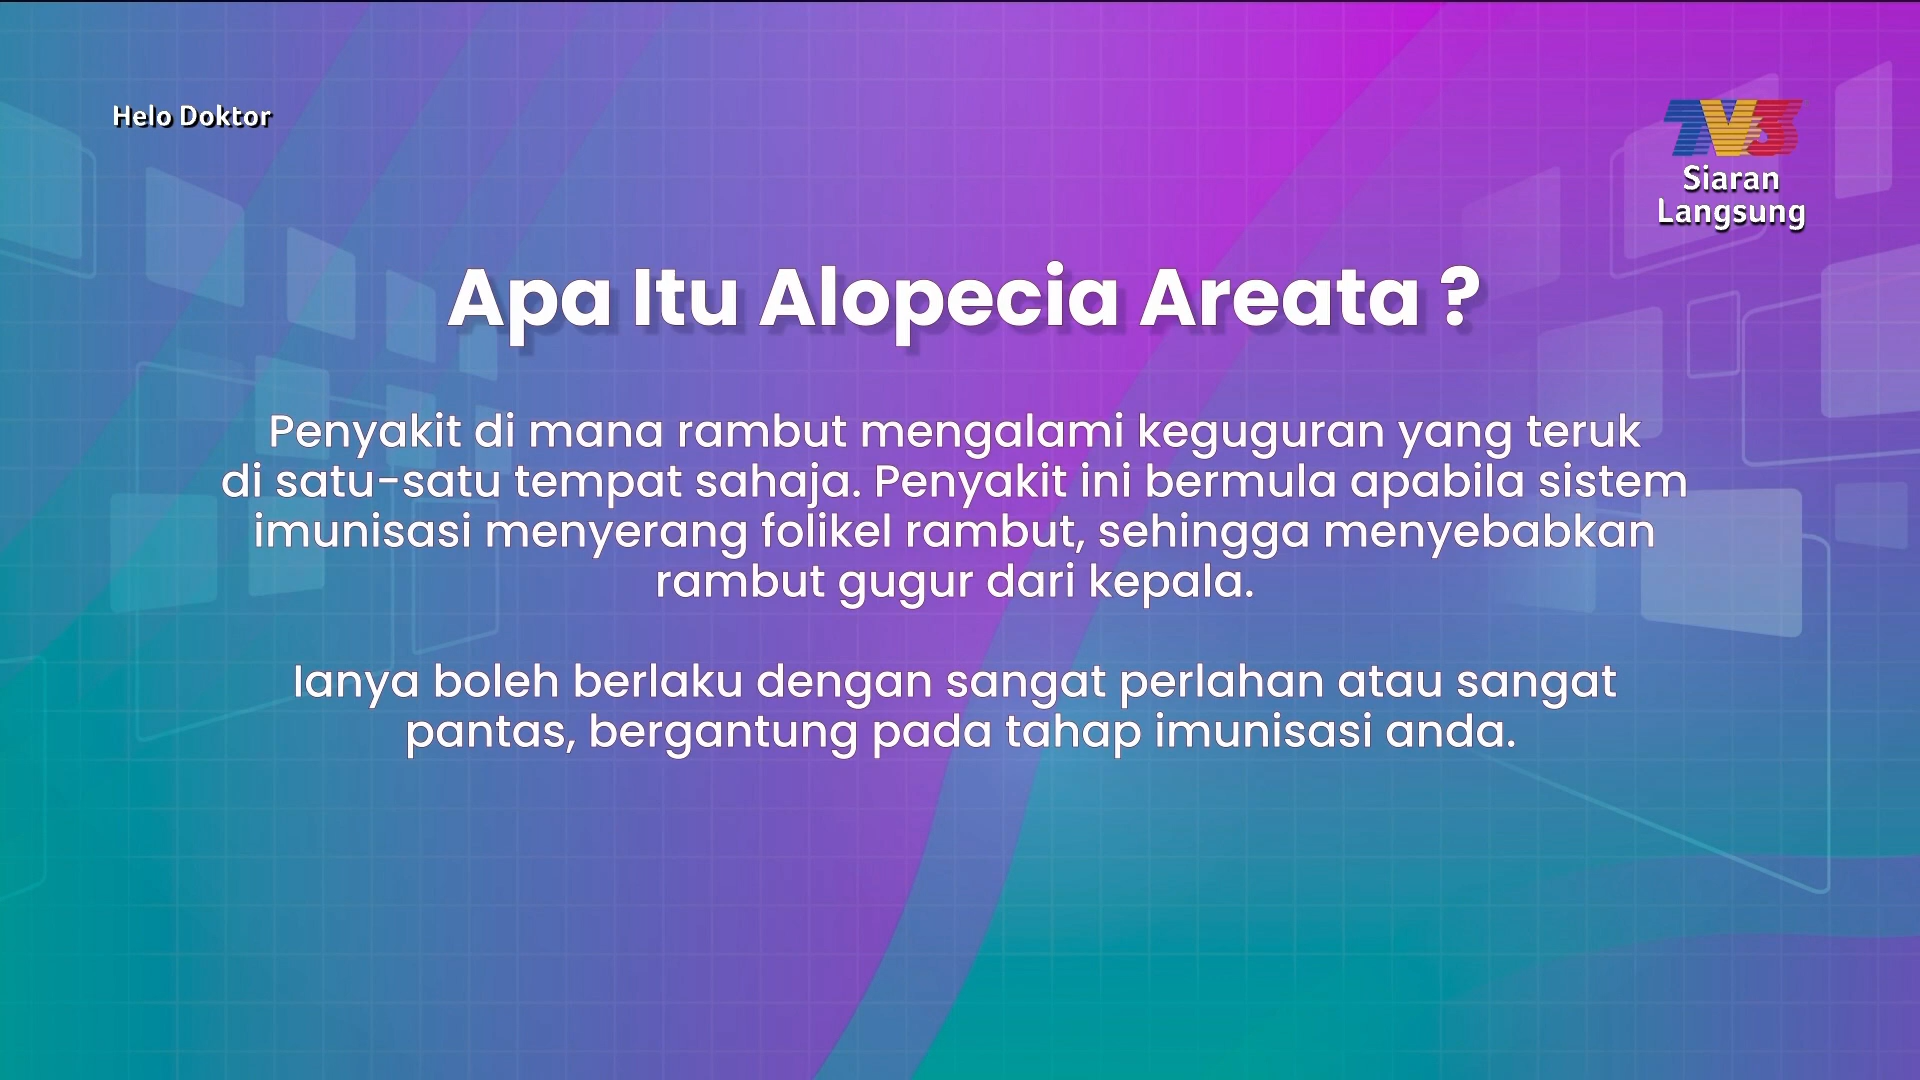 Helo Doktor
TV3
Siaran
Langsung
Apa Itu Alopecia Areata ?
Penyakit di mana rambut mengalami keguguran yang teruk
di satu-satu tempat sahaja. Penyakit ini bermula apabila sistem
imunisasi menyerang folikel rambut, sehingga menyebabkan
rambut gugur dari kepala.
Ianya boleh berlaku dengan sangat perlahan atau sangat
pantas, bergantung pada tahap imunisasi anda.